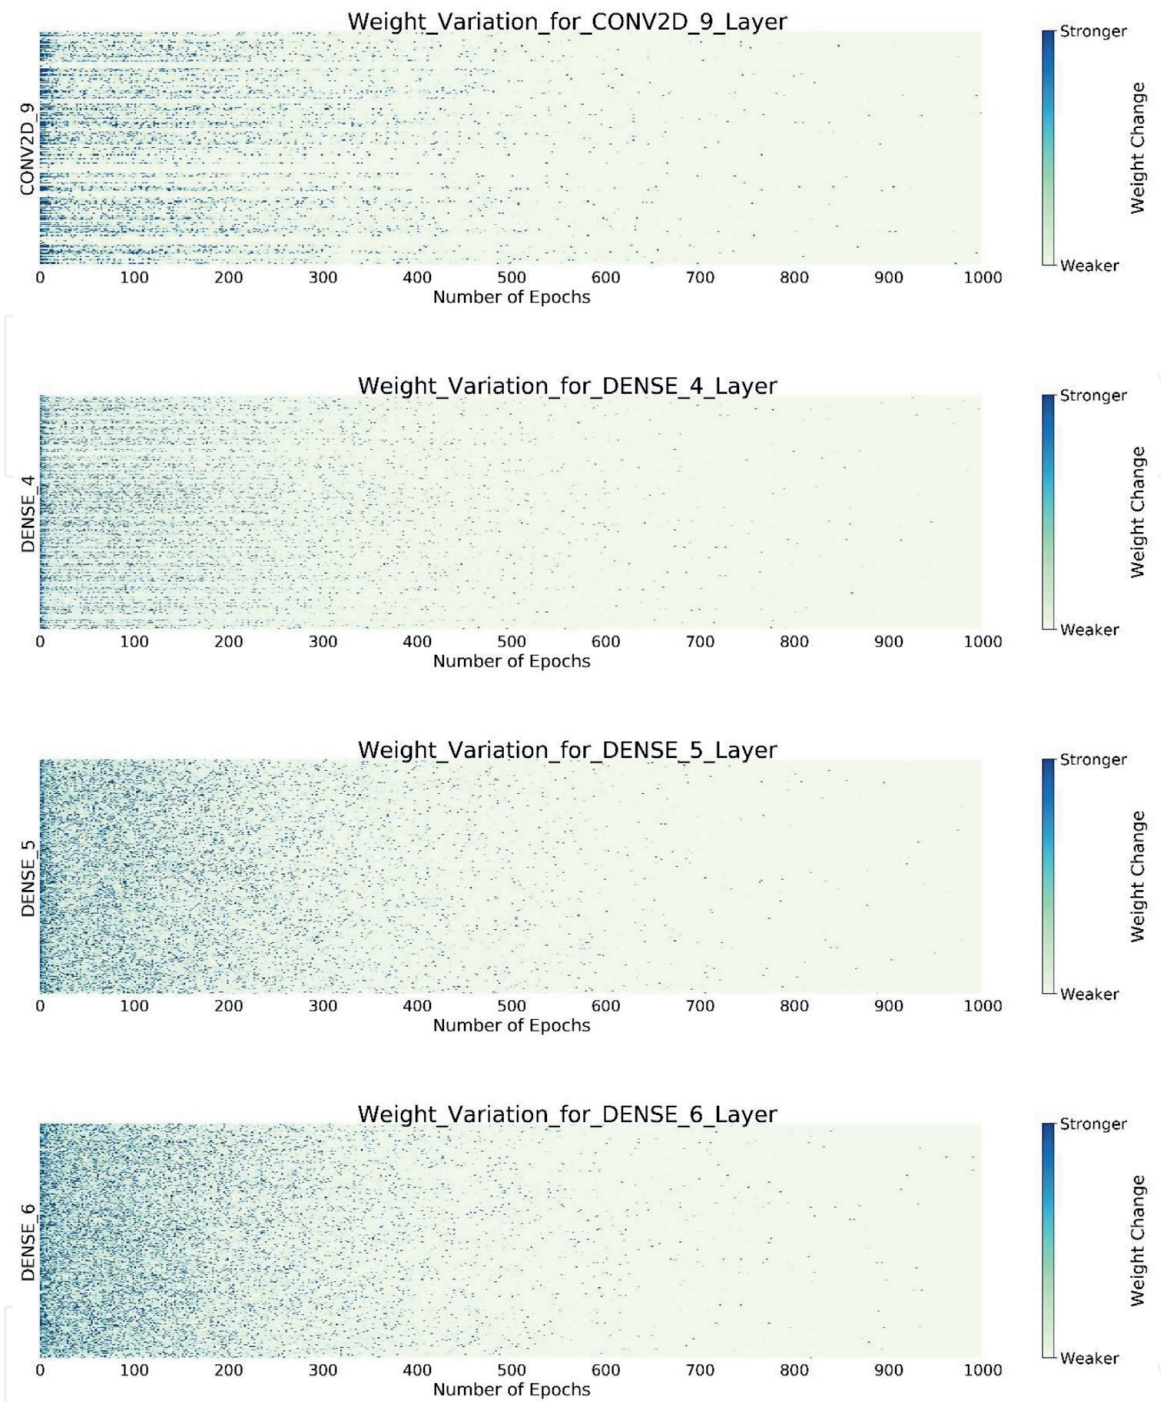 Weight_Variation_for_CONV2D_9_Layer
Stronger
CONV2D_9
Weight Change
Weaker
0 100 200 300 400 500 600 700 800 900 1000
Number of Epochs
Weight_Variation_for_DENSE_4_Layer
Stronger
DENSE_4
Weight Change
Weaker
0 100 200 300 400 500 600 700 800 900 1000
Number of Epochs
Weight_Variation_for_DENSE_5_Layer
Stronger
DENSE_5
Weight Change
Weaker
0 100 200 300 400 500 600 700 800 900 1000
Number of Epochs
Weight_Variation_for_DENSE_6_Layer
Stronger
DENSE_6
Weight Change
Weaker
0 100 200 300 400 500 600 700 800 900 1000
Number of Epochs